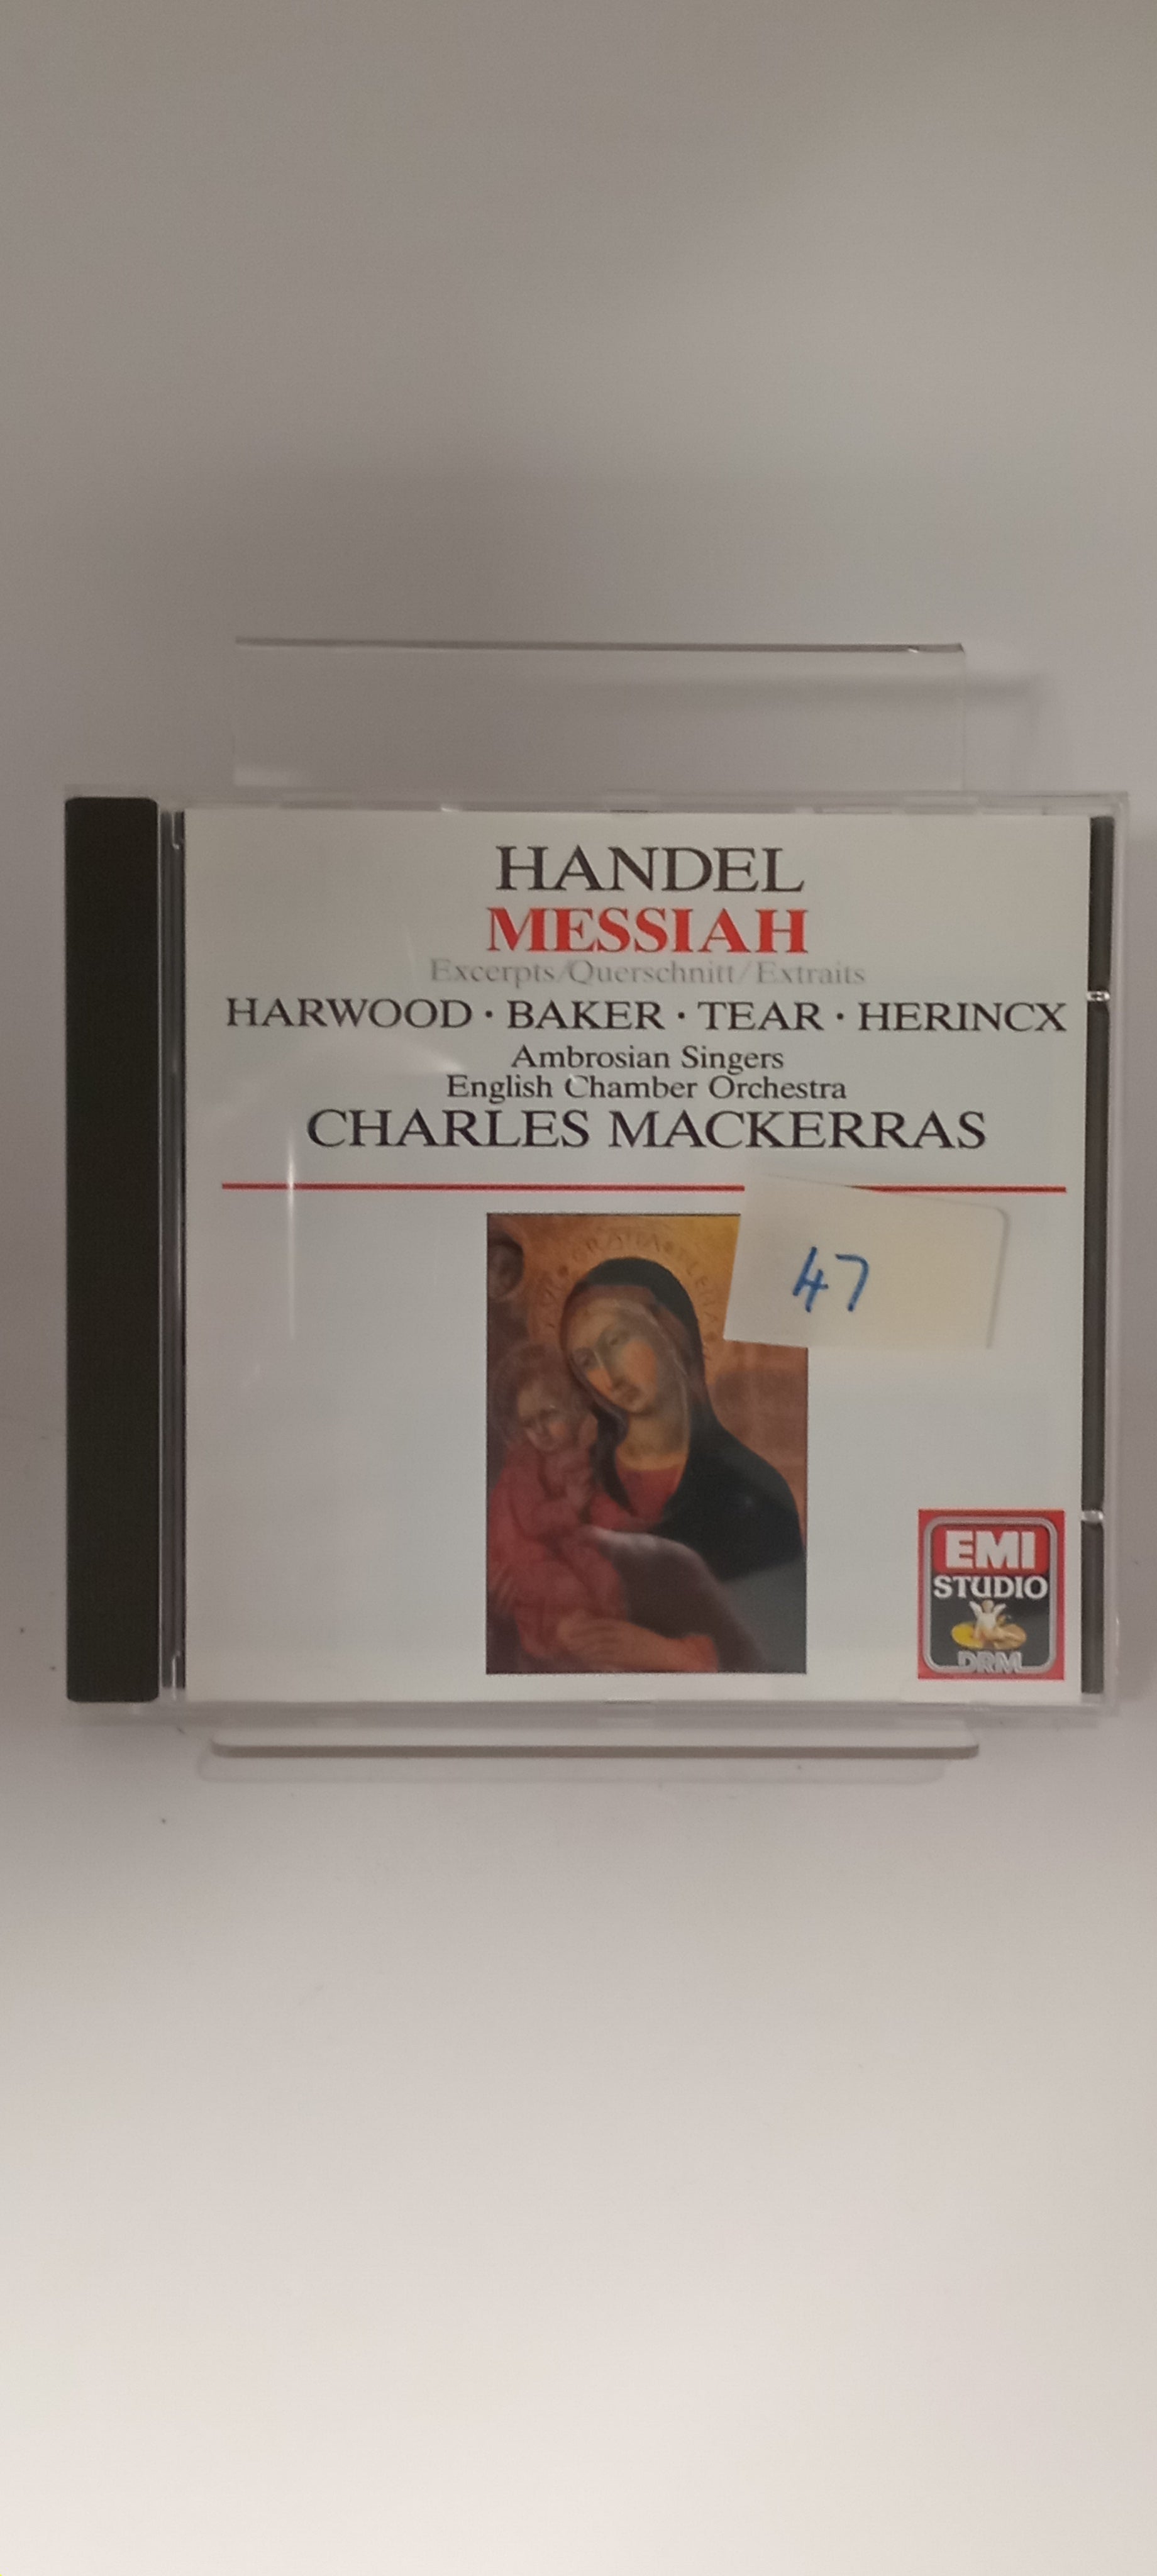 HANDEL
MESSIAH
Excerpts/Querschnitt/Extraits
HARWOOD · BAKER · TEAR · HERINCX
Ambrosian Singers
English Chamber Orchestra
CHARLES MACKERRAS
47
EMI
STUDIO
DRM